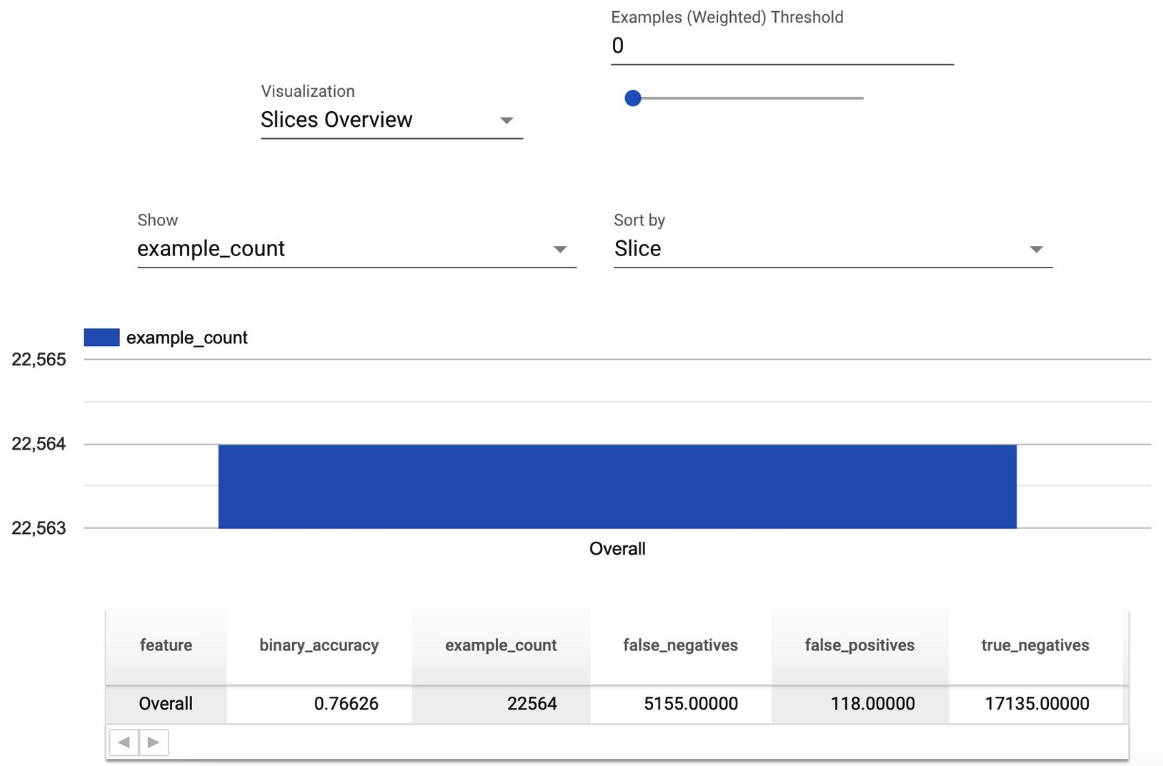 Examples (Weighted) Threshold
0
Visualization
Slices Overview
Show
example_count
Sort by
Slice
example_count
22,565
22,564
22,563
Overall
feature binary_accuracy example_count false_negatives false_positives true_negatives
Overall 0.76626 22564 5155.00000 118.00000 17135.00000